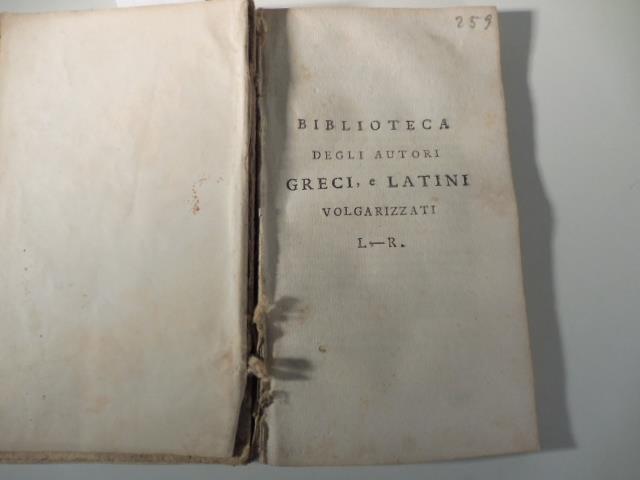 259
BIBLIOTECA
DEGLI AUTORI
GRECI, e LATINI
VOLGARIZZATI
L—R.